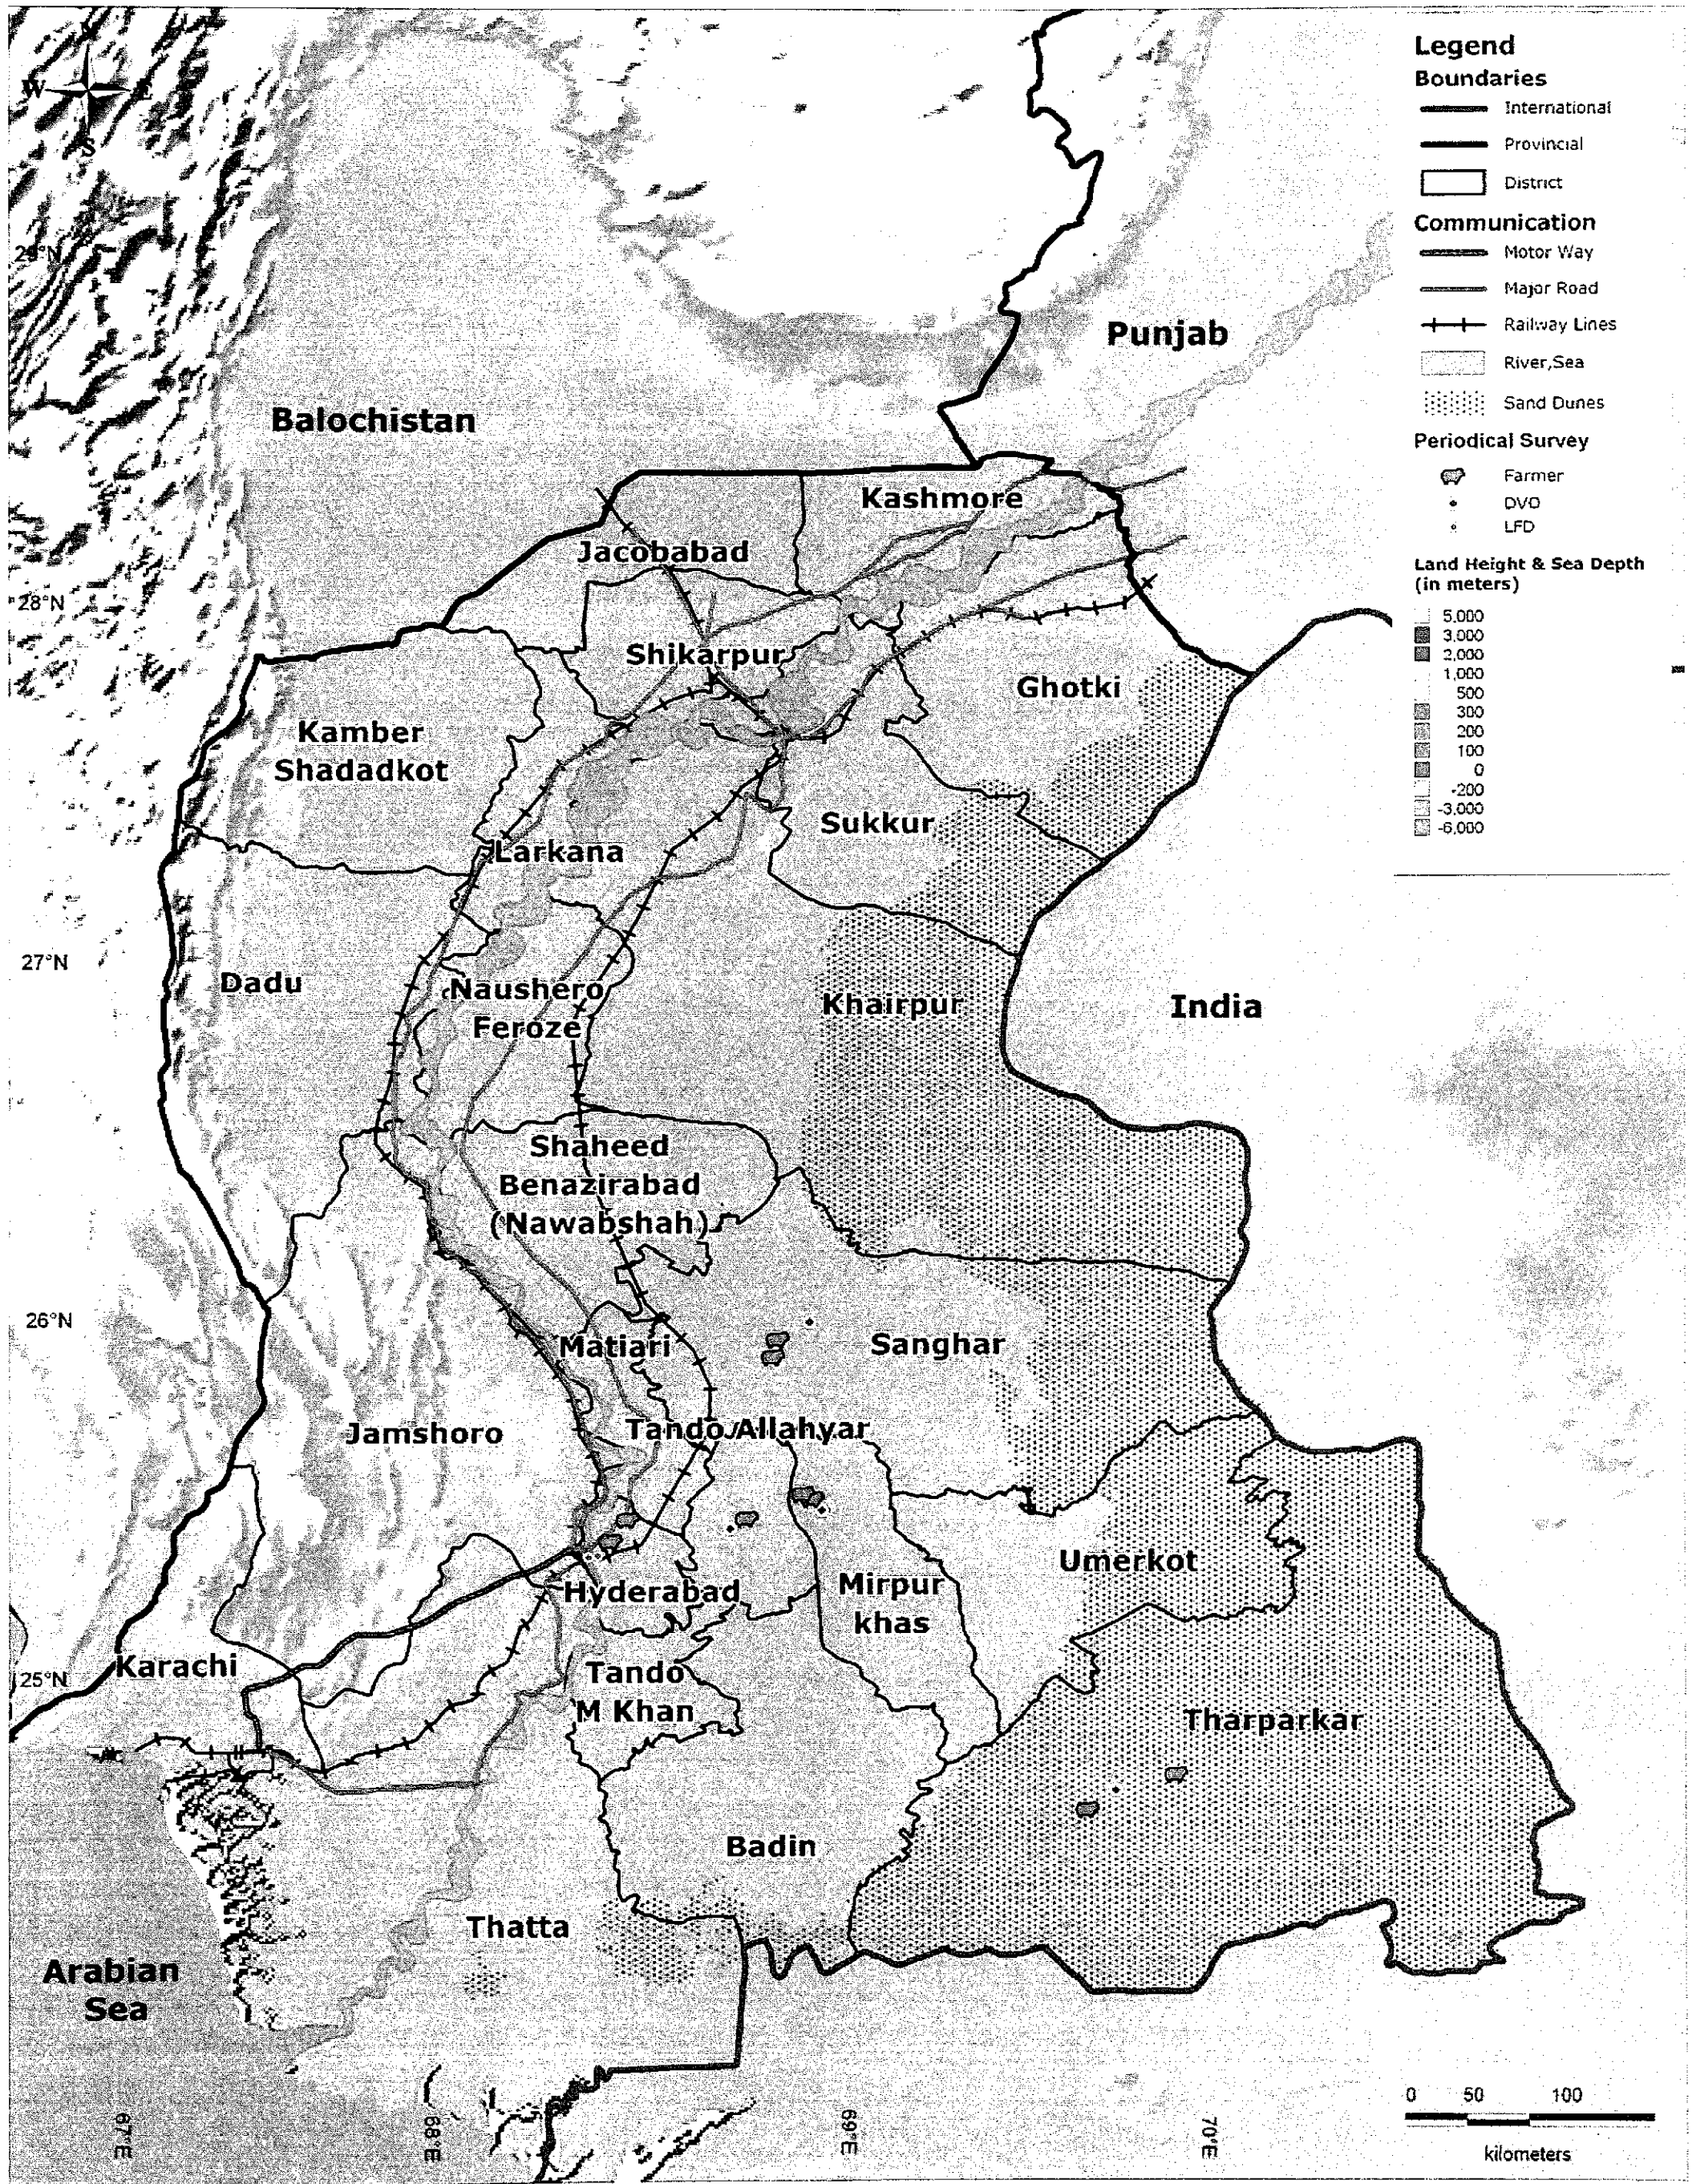 W
E
S
Legend
Boundaries
International
Provincial
District
Communication
Motor Way
Major Road
Railway Lines
River,Sea
Sand Dunes
Periodical Survey
Farmer
DVO
LFD
Land Height & Sea Depth
(in meters)
5,000
3,000
2,000
1,000
500
300
200
100
0
-200
-3,000
-6,000
29°N
28°N
27°N
26°N
25°N
Punjab
Balochistan
Kashmore
Jacobabad
Shikarpur
Ghotki
Kamber
Shadadkot
Sukkur
Larkana
Dadu
Naushero
Feroze
Khairpur
India
Shaheed
Benazirabad
(Nawabshah)
Matiari
Sanghar
Jamshoro
Tando Allahyar
Umerkot
Hyderabad
Mirpur
khas
Karachi
Tando
M Khan
Tharparkar
Badin
Thatta
Arabian
Sea
67°E
68°E
69°E
70°E
0 50 100
kilometers